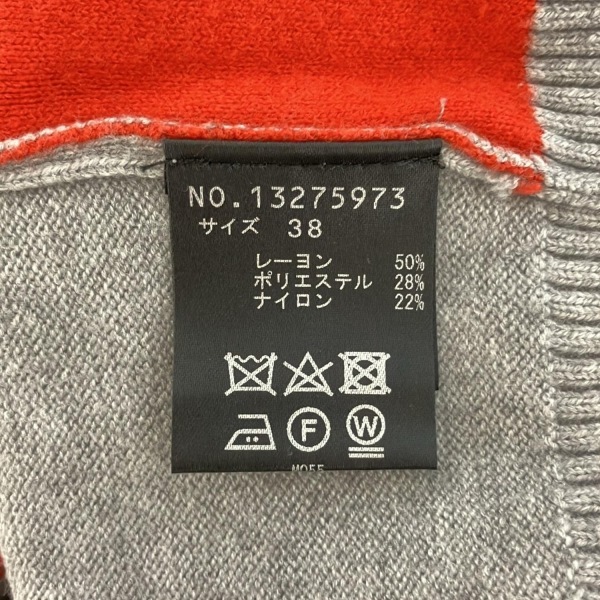 NO.13275973
サイズ 38
レーヨン 50%
ポリエステル 28%
ナイロン 22%
F W